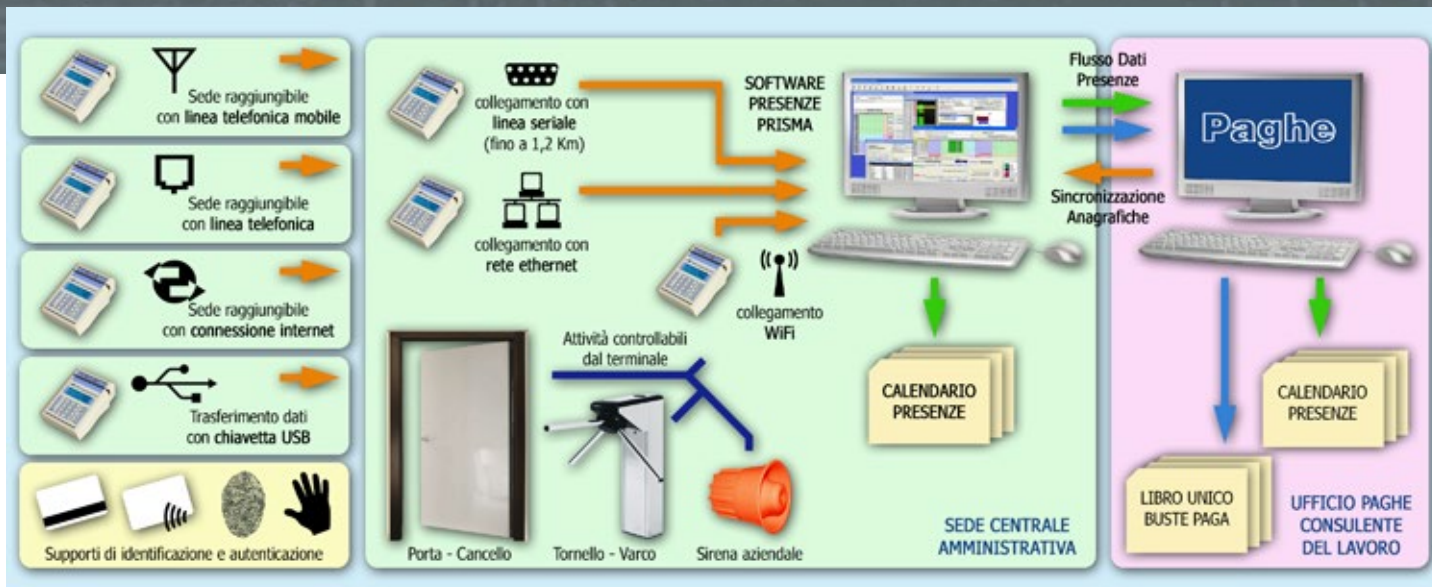 Sede raggiungibile
con linea telefonica mobile
Sede raggiungibile
con linea telefonica
Sede raggiungibile
con connessione internet
Trasferimento dati
con chiavetta USB
Supporti di identificazione e autenticazione
collegamento con
linea seriale
(fino a 1,2 Km)
collegamento con
rete ethernet
collegamento
WiFi
SOFTWARE
PRESENZE
PRISMA
Attività controllabili
dal terminale
Porta - Cancello
Tornello - Varco
Sirena aziendale
CALENDARIO
PRESENZE
SEDE CENTRALE
AMMINISTRATIVA
Flusso Dati
Presenze
Sincronizzazione
Anagrafiche
Paghe
CALENDARIO
PRESENZE
LIBRO UNICO
BUSTE PAGA
UFFICIO PAGHE
CONSULENTE
DEL LAVORO